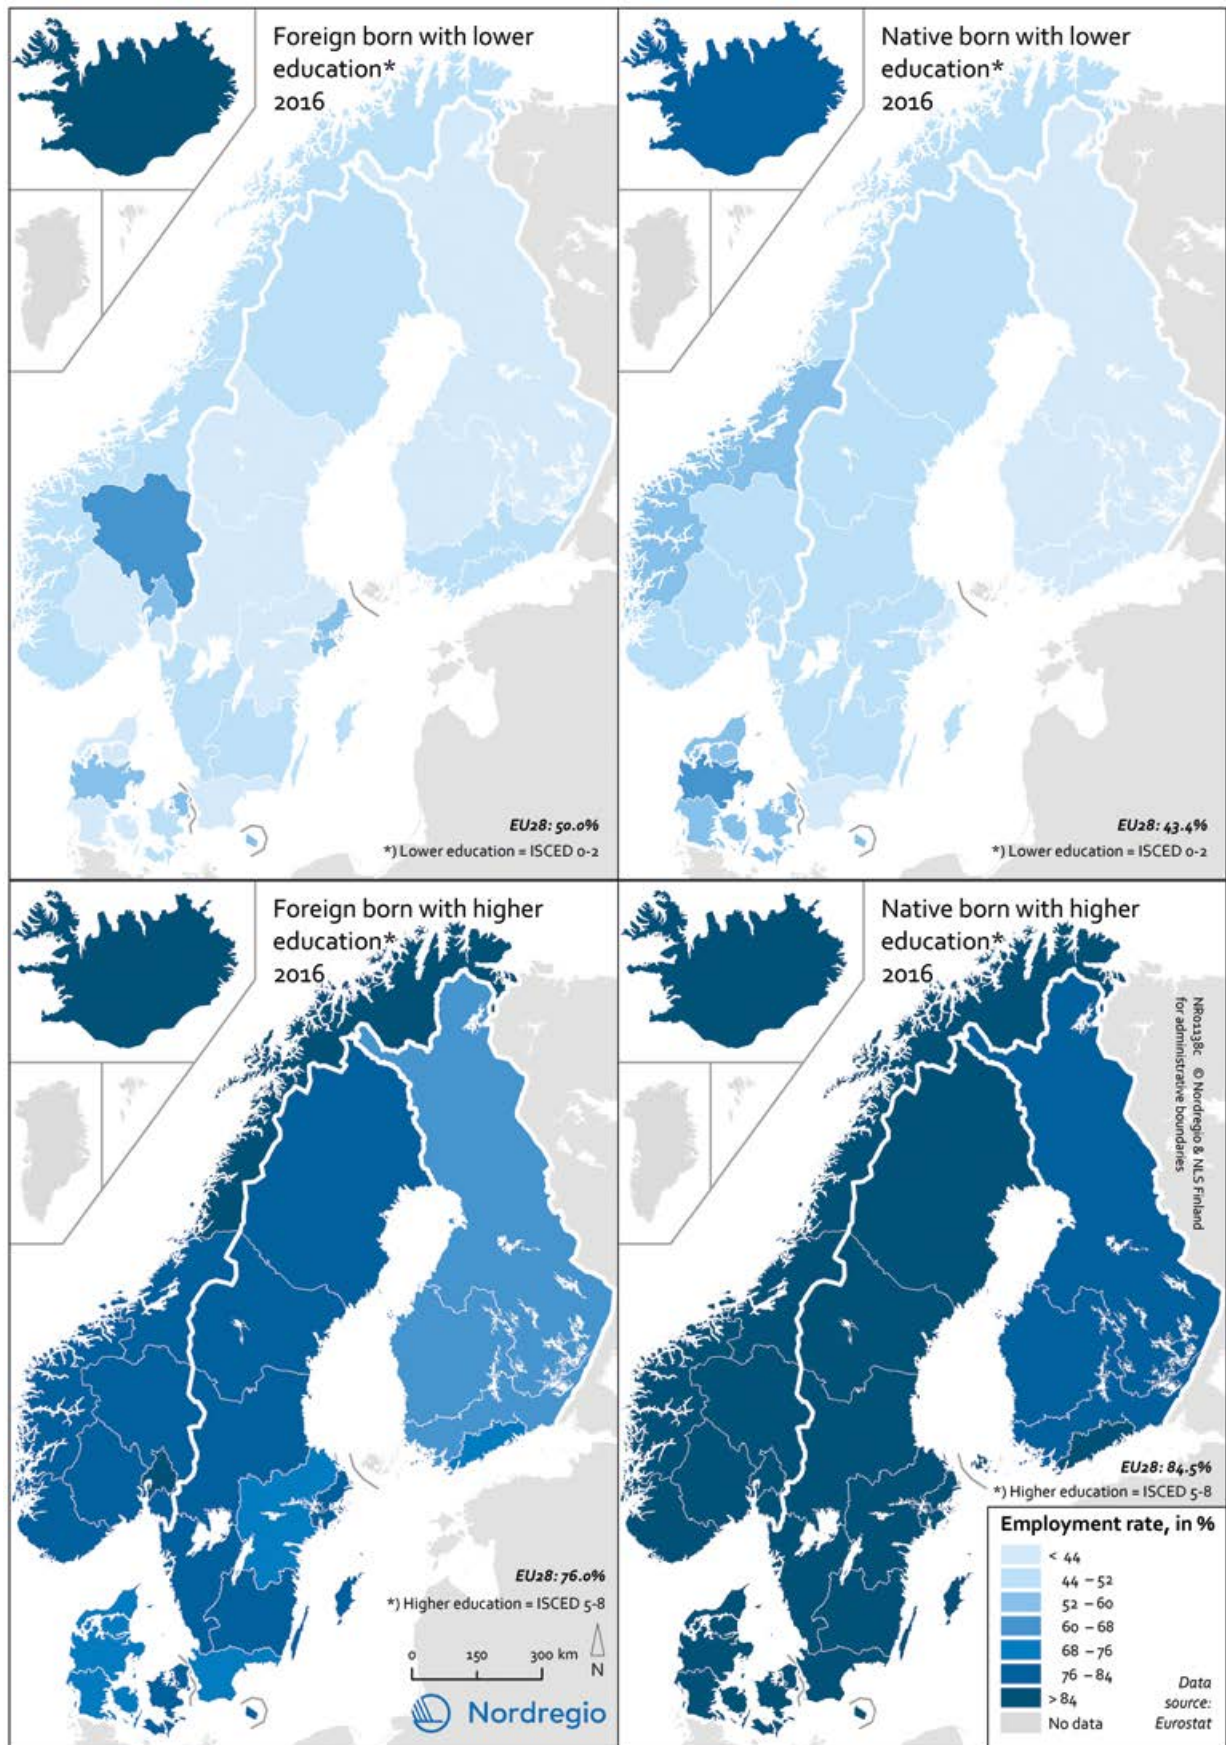 Foreign born with lower
education*
2016
EU28: 50.0%
*) Lower education = ISCED 0-2
Native born with lower
education*
2016
EU28: 43.4%
*) Lower education = ISCED 0-2
Foreign born with higher
education*
2016
EU28: 76.0%
*) Higher education = ISCED 5-8
0 150 300 km
N
Nordregio
Native born with higher
education*
2016
NR01138c © Nordregio & NLS Finland
for administrative boundaries
EU28: 84.5%
*) Higher education = ISCED 5-8
Employment rate, in %
< 44
44 – 52
52 – 60
60 – 68
68 – 76
76 – 84
> 84
No data
Data
source:
Eurostat